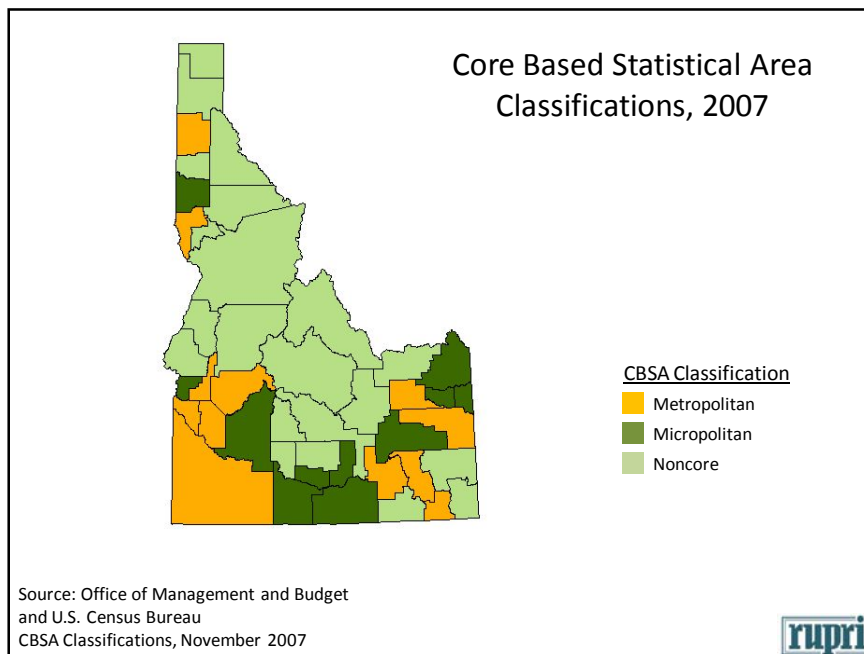 Core Based Statistical Area
Classifications, 2007
CBSA Classification
Metropolitan
Micropolitan
Noncore
Source: Office of Management and Budget
and U.S. Census Bureau
CBSA Classifications, November 2007
rupri